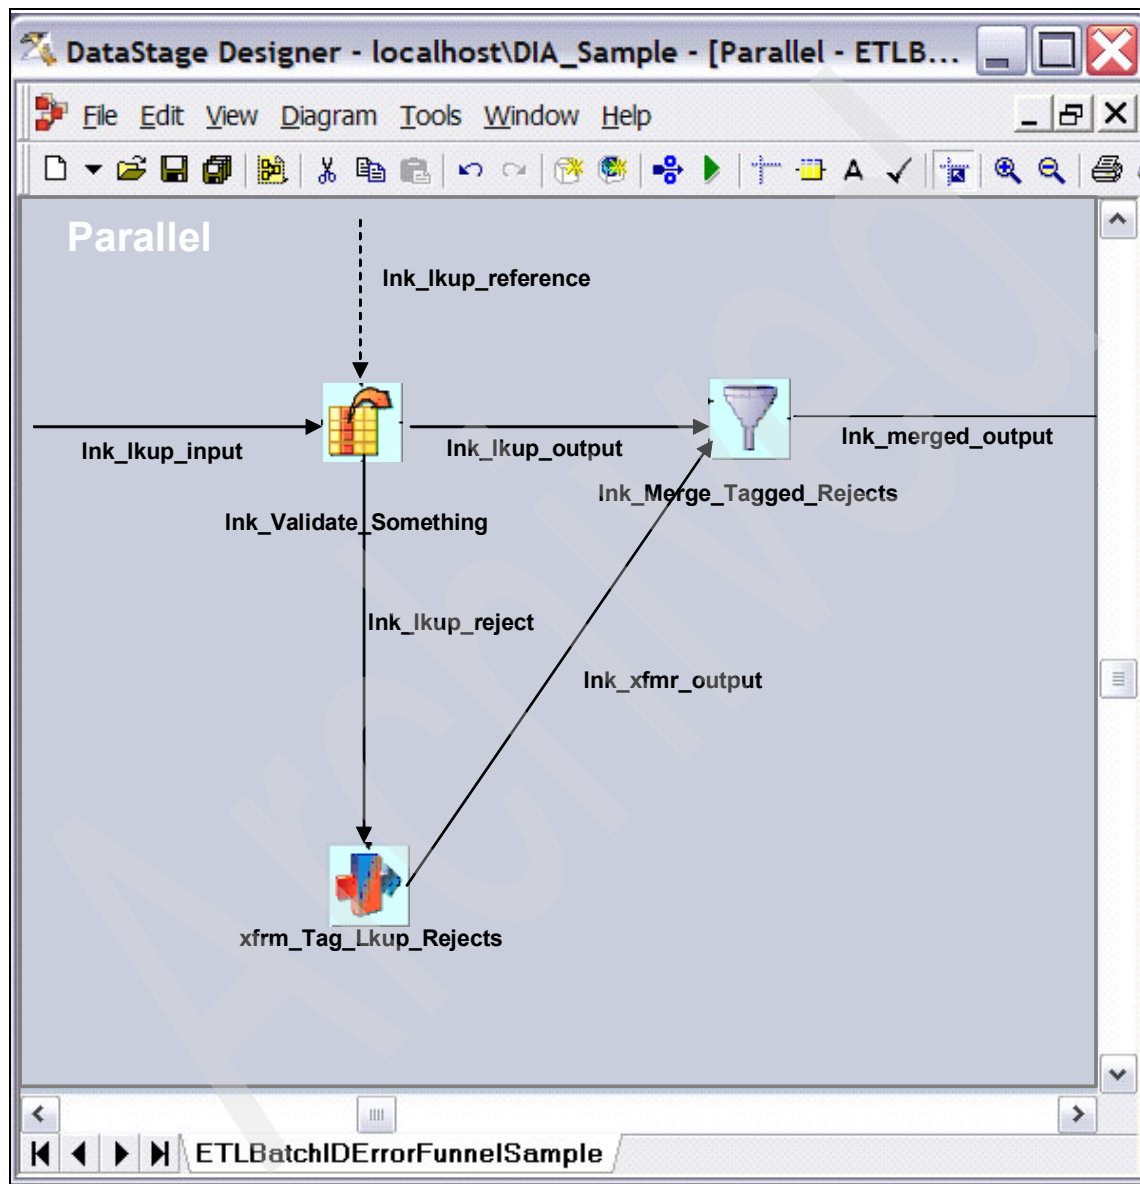 DataStage Designer - localhost\DIA_Sample - [Parallel - ETLB...
File Edit View Diagram Tools Window Help
A
Parallel
lnk_lkup_reference
lnk_lkup_input
lnk_lkup_output
lnk_merged_output
lnk_Merge_Tagged_Rejects
lnk_Validate_Something
lnk_lkup_reject
lnk_xfmr_output
xfrm_Tag_Lkup_Rejects
ETLBatchIDErrorFunnelSample
Archived